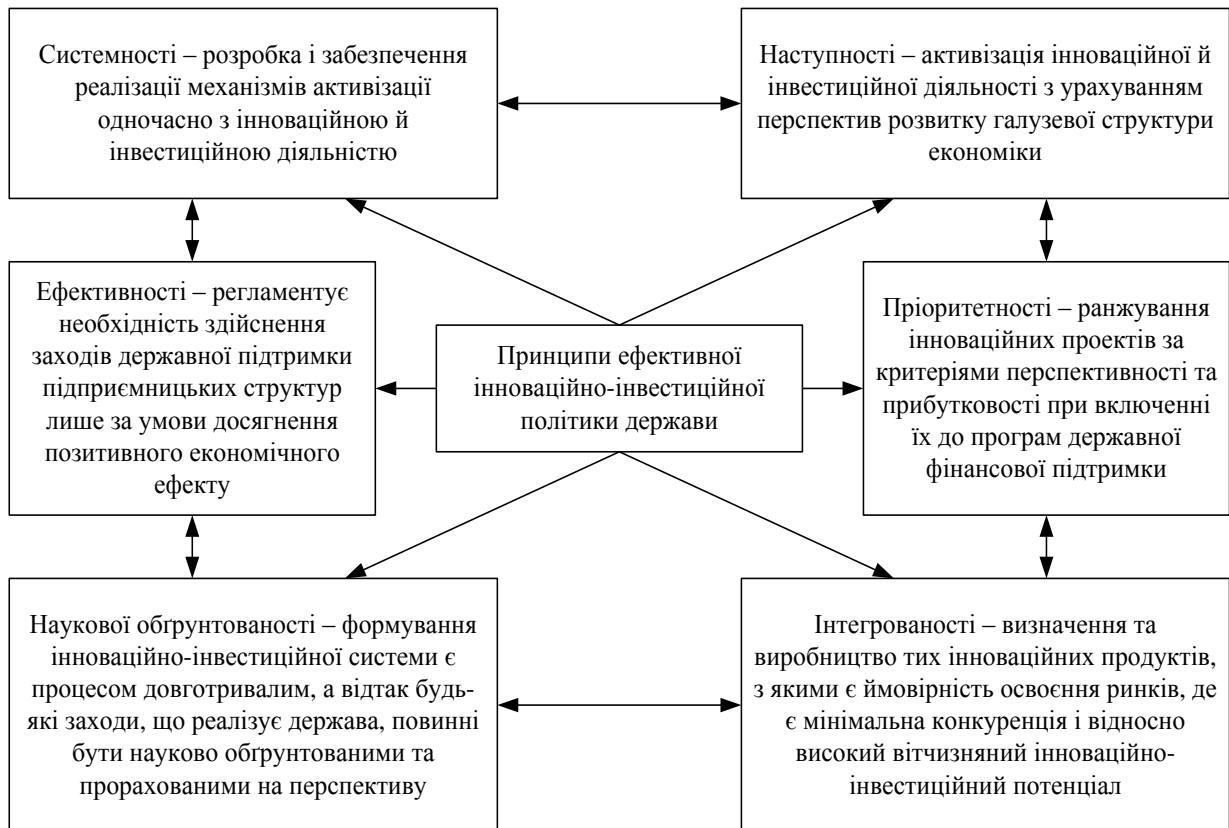 Системності – розробка і забезпечення
реалізації механізмів активізації
одночасно з інноваційною й
інвестиційною діяльністю
Наступності – активізація інноваційної й
інвестиційної діяльності з урахуванням
перспектив розвитку галузевої структури
економіки
Ефективності – регламентує
необхідність здійснення
заходів державної підтримки
підприємницьких структур
лише за умови досягнення
позитивного економічного
ефекту
Принципи ефективної
інноваційно-інвестиційної
політики держави
Пріоритетності – ранжування
інноваційних проектів за
критеріями перспективності та
прибутковості при включенні
їх до програм державної
фінансової підтримки
Наукової обґрунтованості – формування
інноваційно-інвестиційної системи є
процесом довготривалим, а відтак будь-
які заходи, що реалізує держава, повинні
бути науково обґрунтованими та
прорахованими на перспективу
Інтегрованості – визначення та
виробництво тих інноваційних продуктів,
з якими є ймовірність освоєння ринків, де
є мінімальна конкуренція і відносно
високий вітчизняний інноваційно-
інвестиційний потенціал